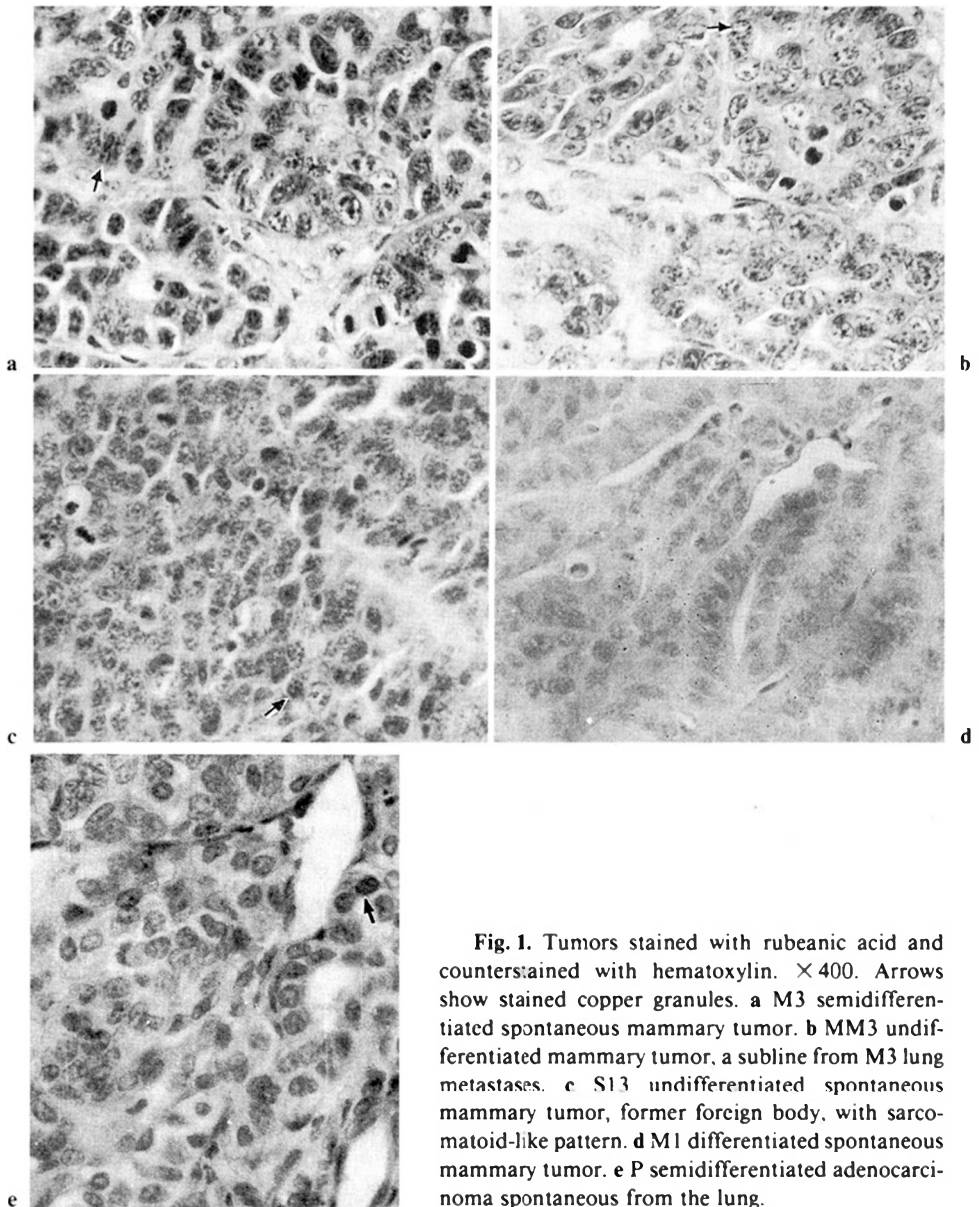 a
b
c
d
e
Fig. 1. Tumors stained with rubeanic acid and
counterstained with hematoxylin. × 400. Arrows
show stained copper granules. a M3 semidifferen-
tiated spontaneous mammary tumor. b MM3 undif-
ferentiated mammary tumor, a subline from M3 lung
metastases. c S13 undifferentiated spontaneous
mammary tumor, former foreign body, with sarco-
matoid-like pattern. d M1 differentiated spontaneous
mammary tumor. e P semidifferentiated adenocarci-
noma spontaneous from the lung.